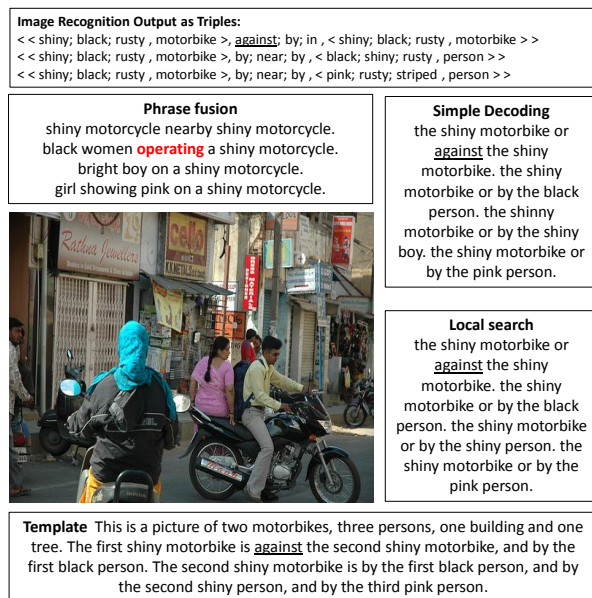 Image Recognition Output as Triples:
< < shiny; black; rusty , motorbike >, against; by; in , < shiny; black; rusty , motorbike > >
< < shiny; black; rusty , motorbike >, by; near; by , < black; shiny; rusty , person > >
< < shiny; black; rusty , motorbike >, by; near; by , < pink; rusty; striped , person > >
Phrase fusion
shiny motorcycle nearby shiny motorcycle.
black women operating a shiny motorcycle.
bright boy on a shiny motorcycle.
girl showing pink on a shiny motorcycle.
Simple Decoding
the shiny motorbike or
against the shiny
motorbike. the shiny
motorbike or by the black
person. the shinny
motorbike or by the shiny
boy. the shiny motorbike or
by the pink person.
Rathna Jewellers
cello
K.K.METAL
Local search
the shiny motorbike or
against the shiny
motorbike. the shiny
motorbike or by the black
person. the shiny motorbike
or by the shiny person. the
shiny motorbike or by the
pink person.
Template This is a picture of two motorbikes, three persons, one building and one
tree. The first shiny motorbike is against the second shiny motorbike, and by the
first black person. The second shiny motorbike is by the first black person, and by
the second shiny person, and by the third pink person.